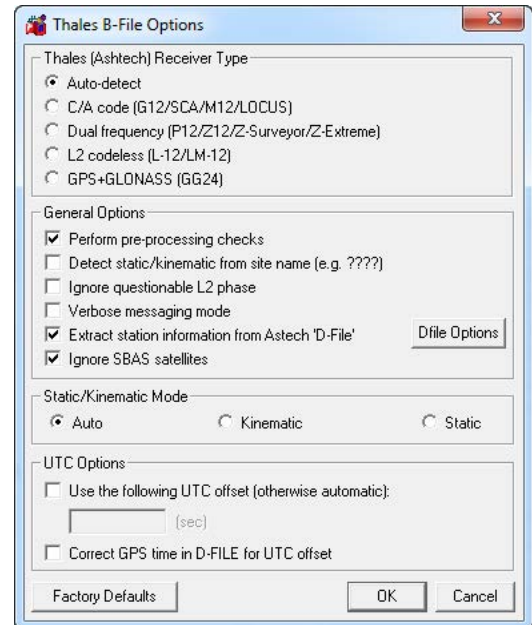 Thales B-File Options
Thales (Ashtech) Receiver Type
Auto-detect
C/A code (G12/SCA/M12/LOCUS)
Dual frequency (P12/Z12/Z-Surveyor/Z-Extreme)
L2 codeless (L-12/LM-12)
GPS+GLONASS (GG24)
General Options
Perform pre-processing checks
Detect static/kinematic from site name (e.g. ????)
Ignore questionable L2 phase
Verbose messaging mode
Extract station information from Astech 'D-File' Dfile Options
Ignore SBAS satellites
Static/Kinematic Mode
Auto Kinematic Static
UTC Options
Use the following UTC offset (otherwise automatic):
(sec)
Correct GPS time in D-FILE for UTC offset
Factory Defaults OK Cancel